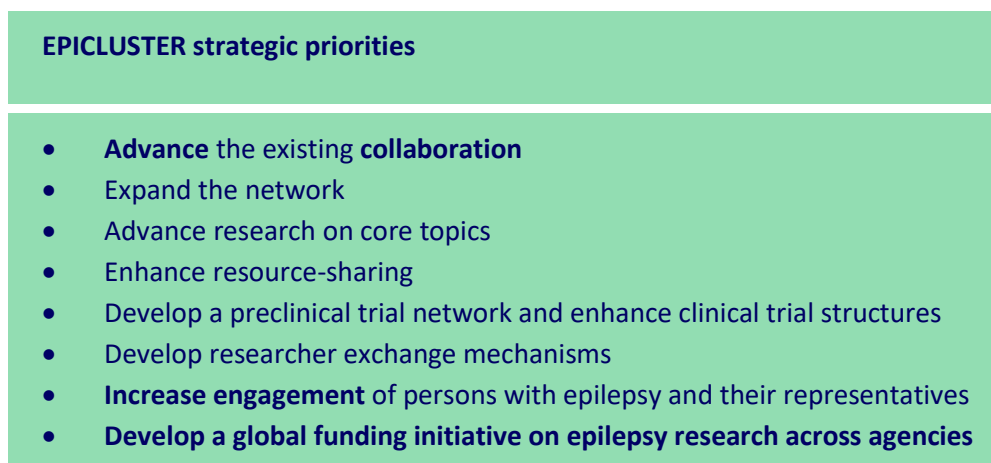 EPICLUSTER strategic priorities
• Advance the existing collaboration
• Expand the network
• Advance research on core topics
• Enhance resource-sharing
• Develop a preclinical trial network and enhance clinical trial structures
• Develop researcher exchange mechanisms
• Increase engagement of persons with epilepsy and their representatives
• Develop a global funding initiative on epilepsy research across agencies